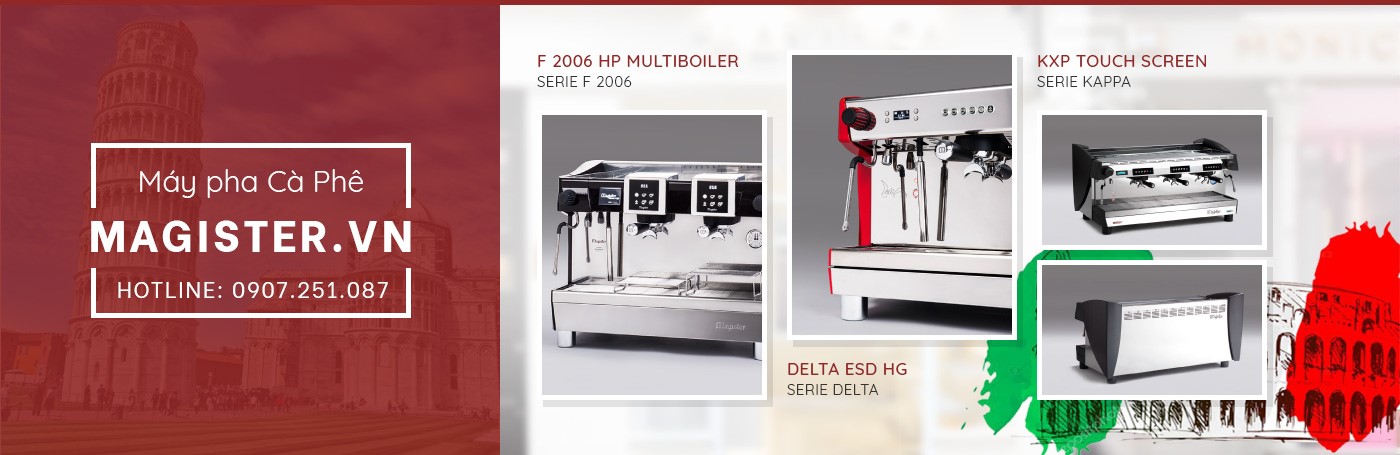 Máy pha Cà Phê
MAGISTER.VN
HOTLINE: 0907.251.087
F 2006 HP MULTIBOILER
SERIE F 2006
DELTA ESD HG
SERIE DELTA
KXP TOUCH SCREEN
SERIE KAPPA
Magister